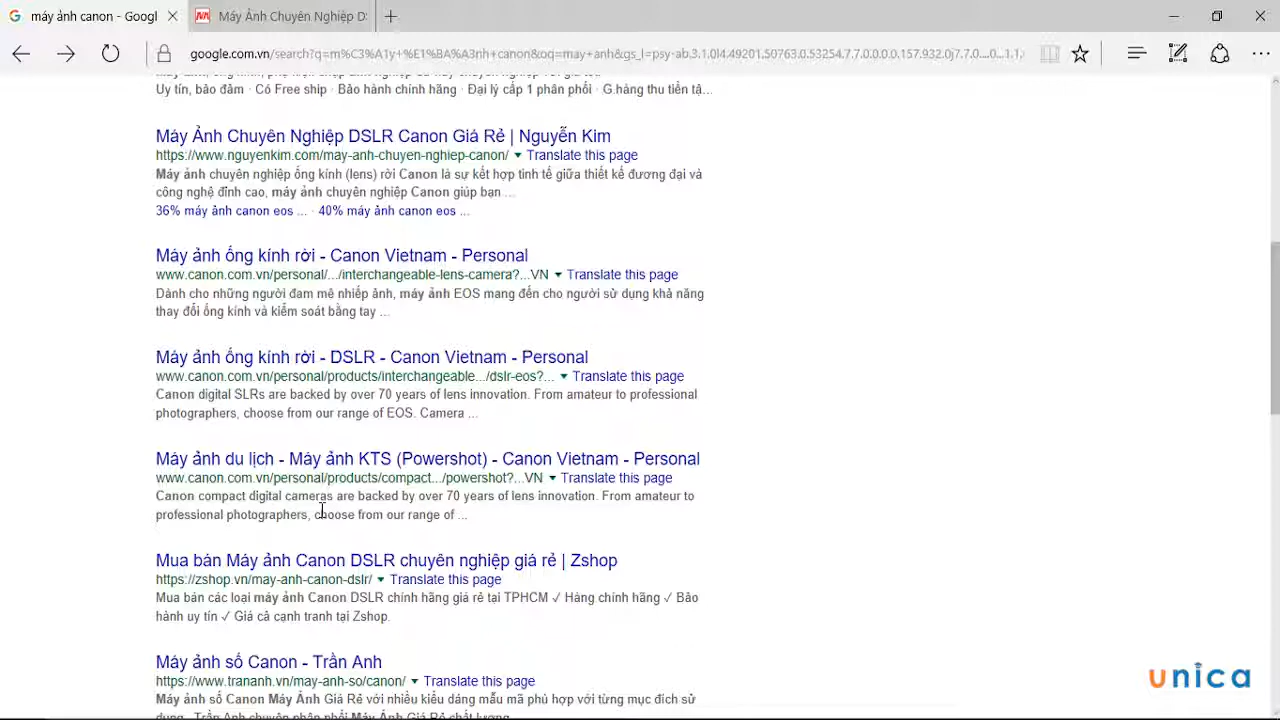 máy ảnh canon - Googl
Máy Ảnh Chuyên Nghiệp DS
google.com.vn/search?q=m%C3%A1y+%E1%BA%A3nh+canon&oq=may+anh&gs_l=psy-ab.3.1.0l4.49201.50763.0.53254.7.7.0.0.0.0.157.932.0j7.7.0....0...1.1.
Uy tín, bảo đảm · Có Free ship · Bảo hành chính hãng · Đại lý cấp 1 phân phối · G.hàng thu tiền tậ...
Máy Ảnh Chuyên Nghiệp DSLR Canon Giá Rẻ | Nguyễn Kim
https://www.nguyenkim.com/may-anh-chuyen-nghiep-canon/ ▼ Translate this page
Máy ảnh chuyên nghiệp ống kính (lens) rời Canon là sự kết hợp tinh tế giữa thiết kế đương đại và
công nghệ đỉnh cao, máy ảnh chuyên nghiệp Canon giúp bạn ...
36% máy ảnh canon eos ... · 40% máy ảnh canon eos ...
Máy ảnh ống kính rời - Canon Vietnam - Personal
www.canon.com.vn/personal/.../interchangeable-lens-camera?...VN ▼ Translate this page
Dành cho những người đam mê nhiếp ảnh, máy ảnh EOS mang đến cho người sử dụng khả năng
thay đổi ống kính và kiểm soát bằng tay ...
Máy ảnh ống kính rời - DSLR - Canon Vietnam - Personal
www.canon.com.vn/personal/products/interchangeable.../dslr-eos?... ▼ Translate this page
Canon digital SLRs are backed by over 70 years of lens innovation. From amateur to professional
photographers, choose from our range of EOS. Camera ...
Máy ảnh du lịch - Máy ảnh KTS (Powershot) - Canon Vietnam - Personal
www.canon.com.vn/personal/products/compact.../powershot?...VN ▼ Translate this page
Canon compact digital cameras are backed by over 70 years of lens innovation. From amateur to
professional photographers, choose from our range of ...
Mua bán Máy ảnh Canon DSLR chuyên nghiệp giá rẻ | Zshop
https://zshop.vn/may-anh-canon-dslr/ ▼ Translate this page
Mua bán các loại máy ảnh Canon DSLR chính hãng giá rẻ tại TPHCM ✓ Hàng chính hãng ✓ Bảo
hành uy tín ✓ Giá cả cạnh tranh tại Zshop.
Máy ảnh số Canon - Trần Anh
https://www.trananh.vn/may-anh-so/canon/ ▼ Translate this page
Máy ảnh số Canon Máy Ảnh Giá Rẻ với nhiều kiểu dáng mẫu mã phù hợp với từng mục đích sử
dụng. Trần Anh chuyên phân phối Máy Ảnh Giá Rẻ chất lượng
unica